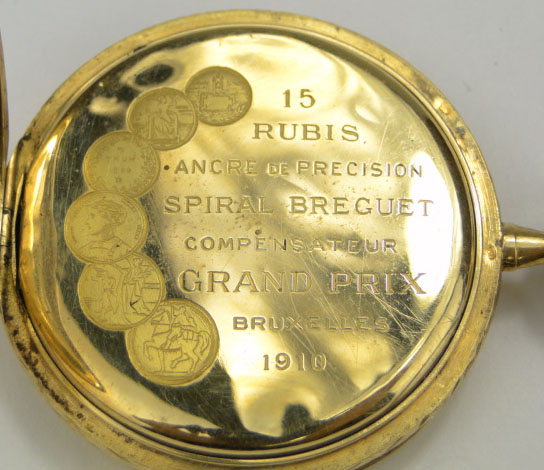 15
RUBIS
ANCRE DE PRECISION
SPIRAL BREGUET
COMPENSATEUR
GRAND PRIX
BRUXELLES
1910